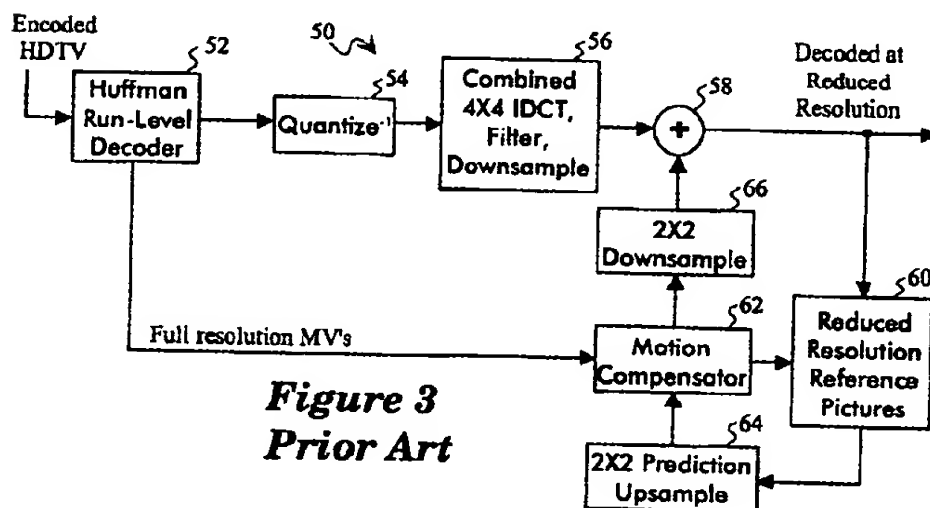 Encoded
HDTV
52
Huffman
Run-Level
Decoder
50
54
Quantize⁻¹
56
Combined
4X4 IDCT,
Filter,
Downsample
58
+
Decoded at
Reduced
Resolution
66
2X2
Downsample
60
Reduced
Resolution
Reference
Pictures
62
Motion
Compensator
Full resolution MV's
64
2X2 Prediction
Upsample
Figure 3
Prior Art